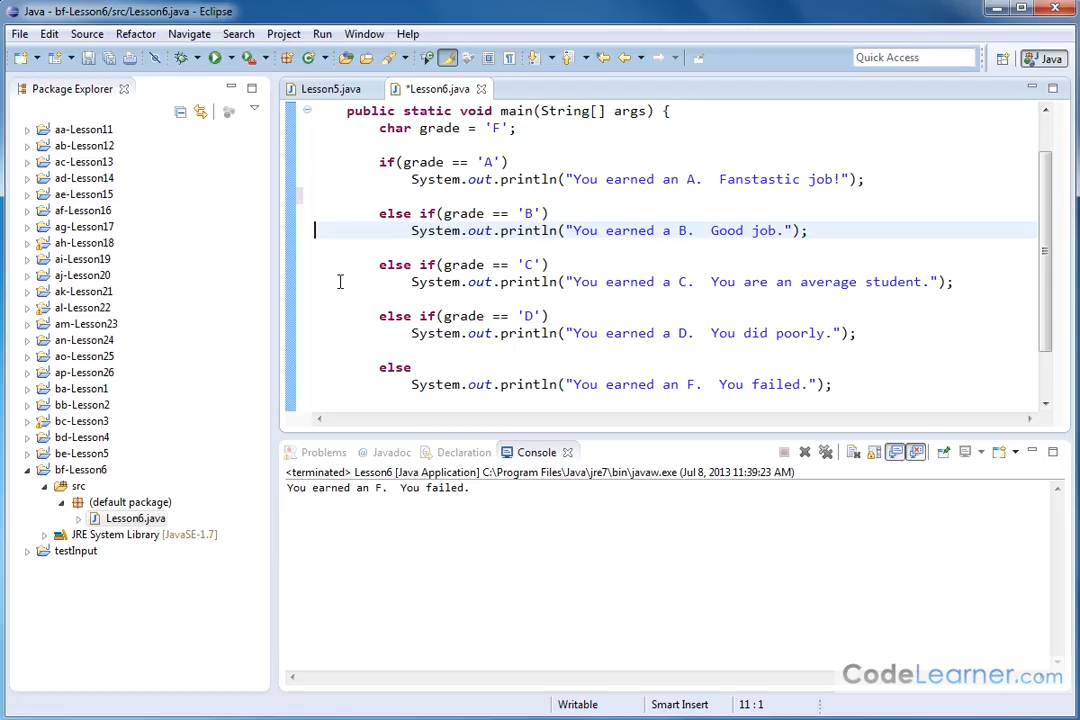 Java - bf-Lesson6/src/Lesson6.java - Eclipse
File Edit Source Refactor Navigate Search Project Run Window Help
Quick Access
Java
Package Explorer
Lesson5.java
*Lesson6.java
aa-Lesson11
ab-Lesson12
ac-Lesson13
ad-Lesson14
ae-Lesson15
af-Lesson16
ag-Lesson17
ah-Lesson18
ai-Lesson19
aj-Lesson20
ak-Lesson21
al-Lesson22
am-Lesson23
an-Lesson24
ao-Lesson25
ap-Lesson26
ba-Lesson1
bb-Lesson2
bc-Lesson3
bd-Lesson4
be-Lesson5
bf-Lesson6
src
(default package)
Lesson6.java
JRE System Library [JavaSE-1.7]
testInput
public static void main(String[] args) {
char grade = 'F';
if(grade == 'A')
System.out.println("You earned an A.  Fanstastic job!");
else if(grade == 'B')
System.out.println("You earned a B.  Good job.");
else if(grade == 'C')
System.out.println("You earned a C.  You are an average student.");
else if(grade == 'D')
System.out.println("You earned a D.  You did poorly.");
else
System.out.println("You earned an F.  You failed.");
Problems @ Javadoc Declaration Console
<terminated> Lesson6 [Java Application] C:\Program Files\Java\jre7\bin\javaw.exe (Jul 8, 2013 11:39:23 AM)
You earned an F.  You failed.
CodeLearner.com
Writable
Smart Insert
11 : 1